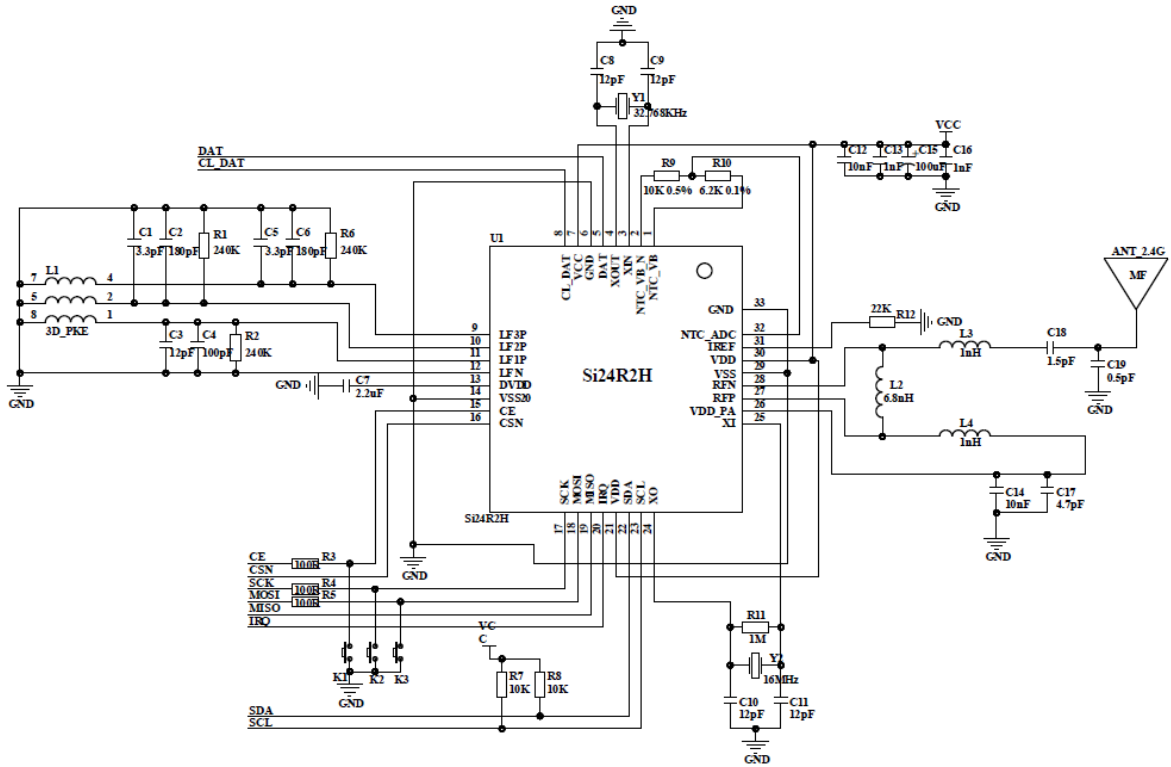 GND
C8
C9
12pF
12pF
Y1
32.768KHz
VCC
DAT
CL_DAT
C12
C13
C15
C16
10nF
1nF
100uF
1nF
GND
R9
R10
10K 0.5%
6.2K 0.1%
C1
C2
R1
C5
C6
R6
3.3pF
180pF
240K
3.3pF
180pF
240K
U1
8
7
6
5
4
3
2
1
CL_DAT
VCC
GND
DAT
XOUT
XIN
NTC_VB_N
NTC_VB
ANT_2.4G
MF
7
L1
4
5
2
8
1
3D_PKE
C3
C4
R2
12pF
100pF
240K
GND
GND
C7
2.2uF
9
LF3P
10
LF2P
11
LF1P
12
LFN
13
DVDD
14
VSS20
15
CE
16
CSN
Si24R2H
GND
33
NTC_ADC
32
IREF
31
VDD
30
VSS
29
RFN
28
RFP
27
VDD_PA
26
XI
25
22K
R12
GND
L3
1nH
C18
1.5pF
C19
0.5pF
GND
L2
6.8nH
L4
1nH
C14
10nF
C17
4.7pF
GND
SCK
MOSI
MISO
IRQ
VDD
SDA
SCL
XO
Si24R2H
17
18
19
20
21
22
23
24
GND
CE
R3
100R
CSN
SCK
R4
100R
MOSI
R5
100R
MISO
IRQ
K1
K2
K3
GND
VC
C
R7
10K
R8
10K
SDA
SCL
R11
1M
Y2
16MHz
C10
12pF
C11
12pF
GND